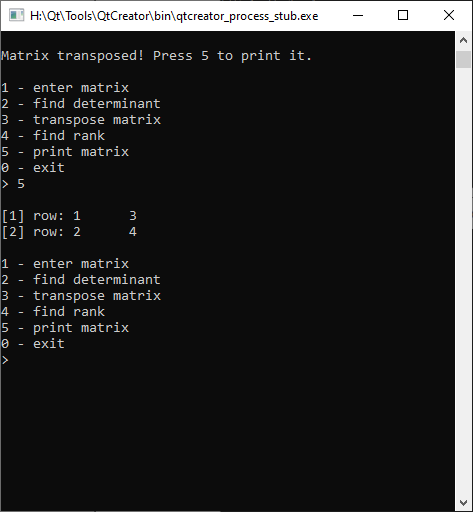 H:\Qt\Tools\QtCreator\bin\qtcreator_process_stub.exe
Matrix transposed! Press 5 to print it.
1 - enter matrix
2 - find determinant
3 - transpose matrix
4 - find rank
5 - print matrix
0 - exit
> 5
[1] row: 1      3
[2] row: 2      4
1 - enter matrix
2 - find determinant
3 - transpose matrix
4 - find rank
5 - print matrix
0 - exit
>